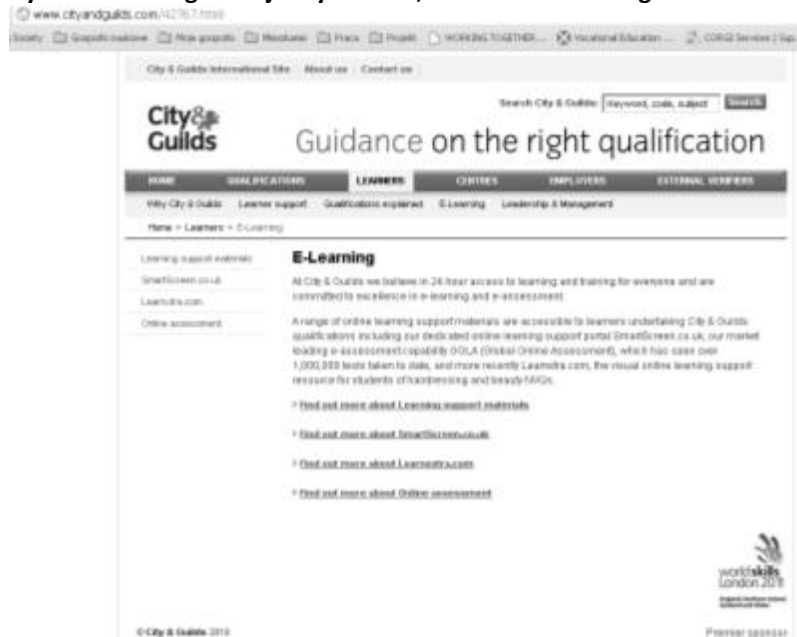 www.cityandguilds.com/42167.html
WORKING TOGETHER... Vocational Education ...
City & Guilds International Site About us Contact us
Search City & Guilds: Keyword, code, subject Search
City & Guilds
Guidance on the right qualification
HOME QUALIFICATIONS LEARNERS CENTRES EMPLOYERS EXTERNAL VERIFIERS
Why City & Guilds Learner support Qualifications explained E-Learning Leadership & Management
Home > Learners > E-Learning
Learning support materials
SmartScreen.co.uk
Online assessment
E-Learning
At City & Guilds we believe in 24 hour access to learning and training for everyone and are
committed to excellence in e-learning and e-assessment.
A range of online learning support materials are accessible to learners undertaking City & Guilds
qualifications including our dedicated online learning support portal SmartScreen.co.uk, our market
leading e-assessment capability GOLA (Global Online Assessment), which has seen over
1,000,000 tests taken to date, and more recently the visual online learning support
resource for students of hairdressing and beauty NVQs.
> Find out more about Learning support materials
> Find out more about SmartScreen.co.uk
> Find out more about
> Find out more about Online assessment
worldskills
London 2011
© City & Guilds 2010
Premier sponsor